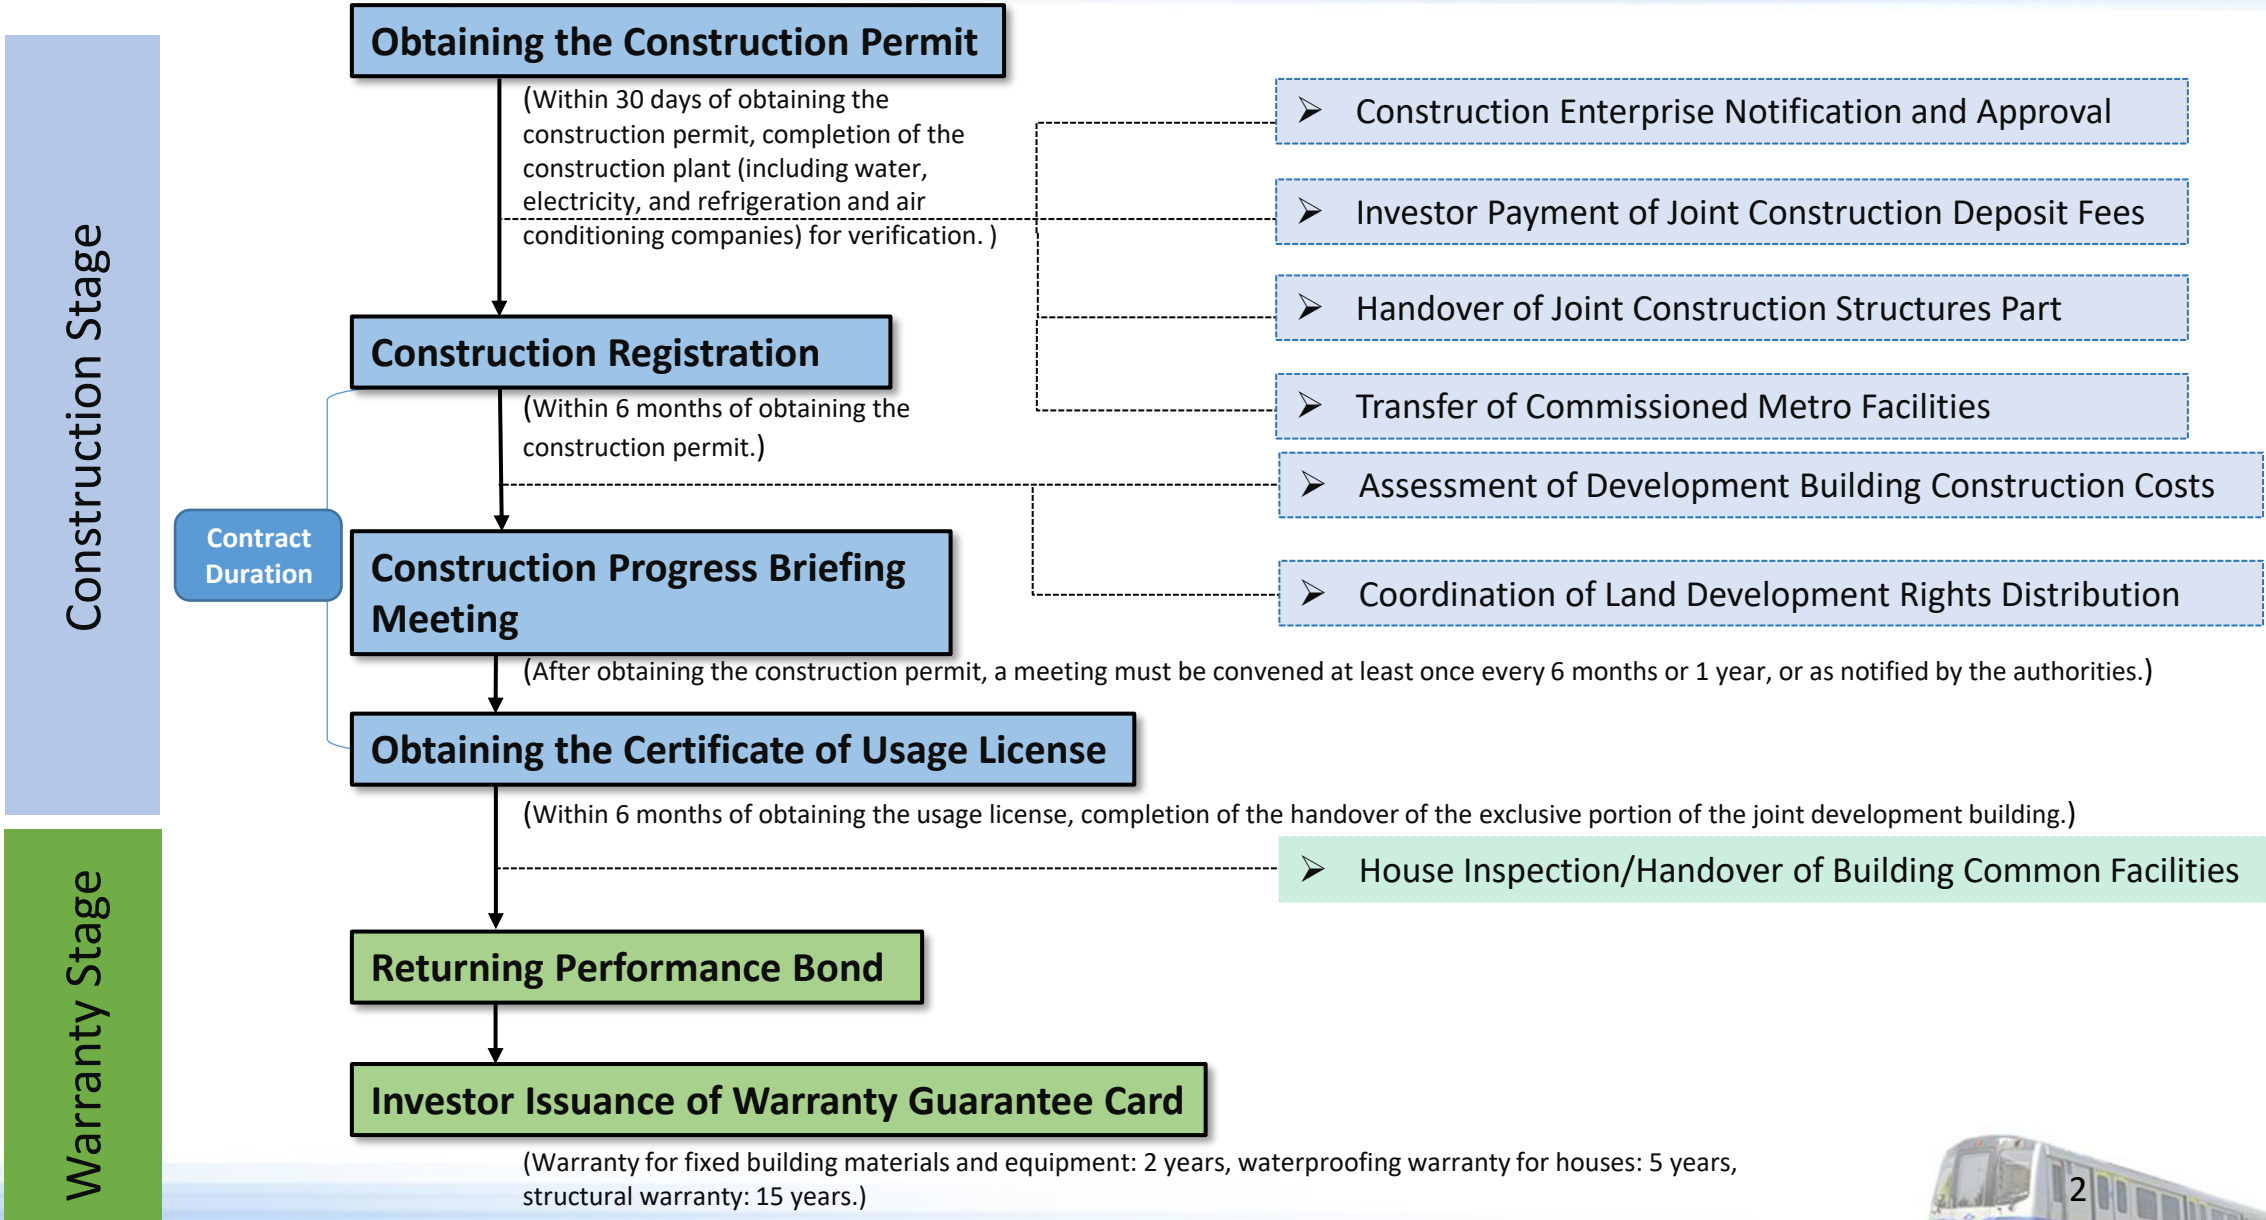 Construction Stage
Obtaining the Construction Permit
(Within 30 days of obtaining the
construction permit, completion of the
construction plant (including water,
electricity, and refrigeration and air
conditioning companies) for verification. )
➢ Construction Enterprise Notification and Approval
➢ Investor Payment of Joint Construction Deposit Fees
➢ Handover of Joint Construction Structures Part
➢ Transfer of Commissioned Metro Facilities
Construction Registration
(Within 6 months of obtaining the
construction permit.)
➢ Assessment of Development Building Construction Costs
➢ Coordination of Land Development Rights Distribution
Contract
Duration
Construction Progress Briefing
Meeting
(After obtaining the construction permit, a meeting must be convened at least once every 6 months or 1 year, or as notified by the authorities.)
Obtaining the Certificate of Usage License
(Within 6 months of obtaining the usage license, completion of the handover of the exclusive portion of the joint development building.)
Warranty Stage
➢ House Inspection/Handover of Building Common Facilities
Returning Performance Bond
Investor Issuance of Warranty Guarantee Card
(Warranty for fixed building materials and equipment: 2 years, waterproofing warranty for houses: 5 years,
structural warranty: 15 years.)
2